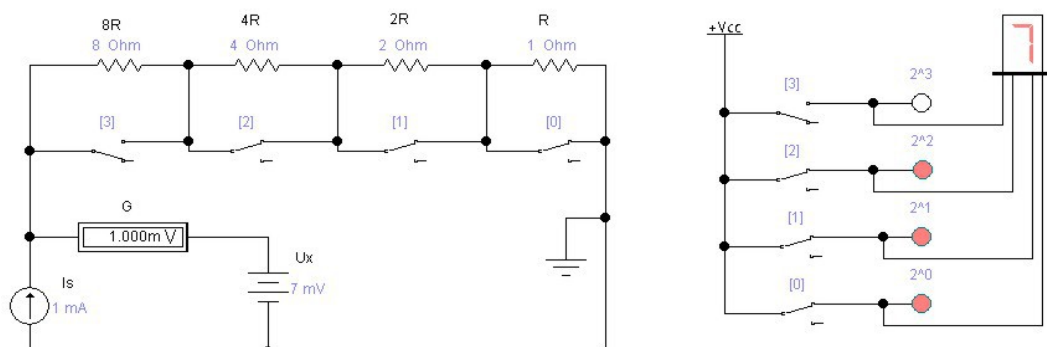 8R 4R 2R R
8 Ohm 4 Ohm 2 Ohm 1 Ohm
[3] [2] [1] [0]
G
1.000m V
Ux
7 mV
Is
1 mA
+Vcc
7
[3] 2^3
[2] 2^2
[1] 2^1
[0] 2^0